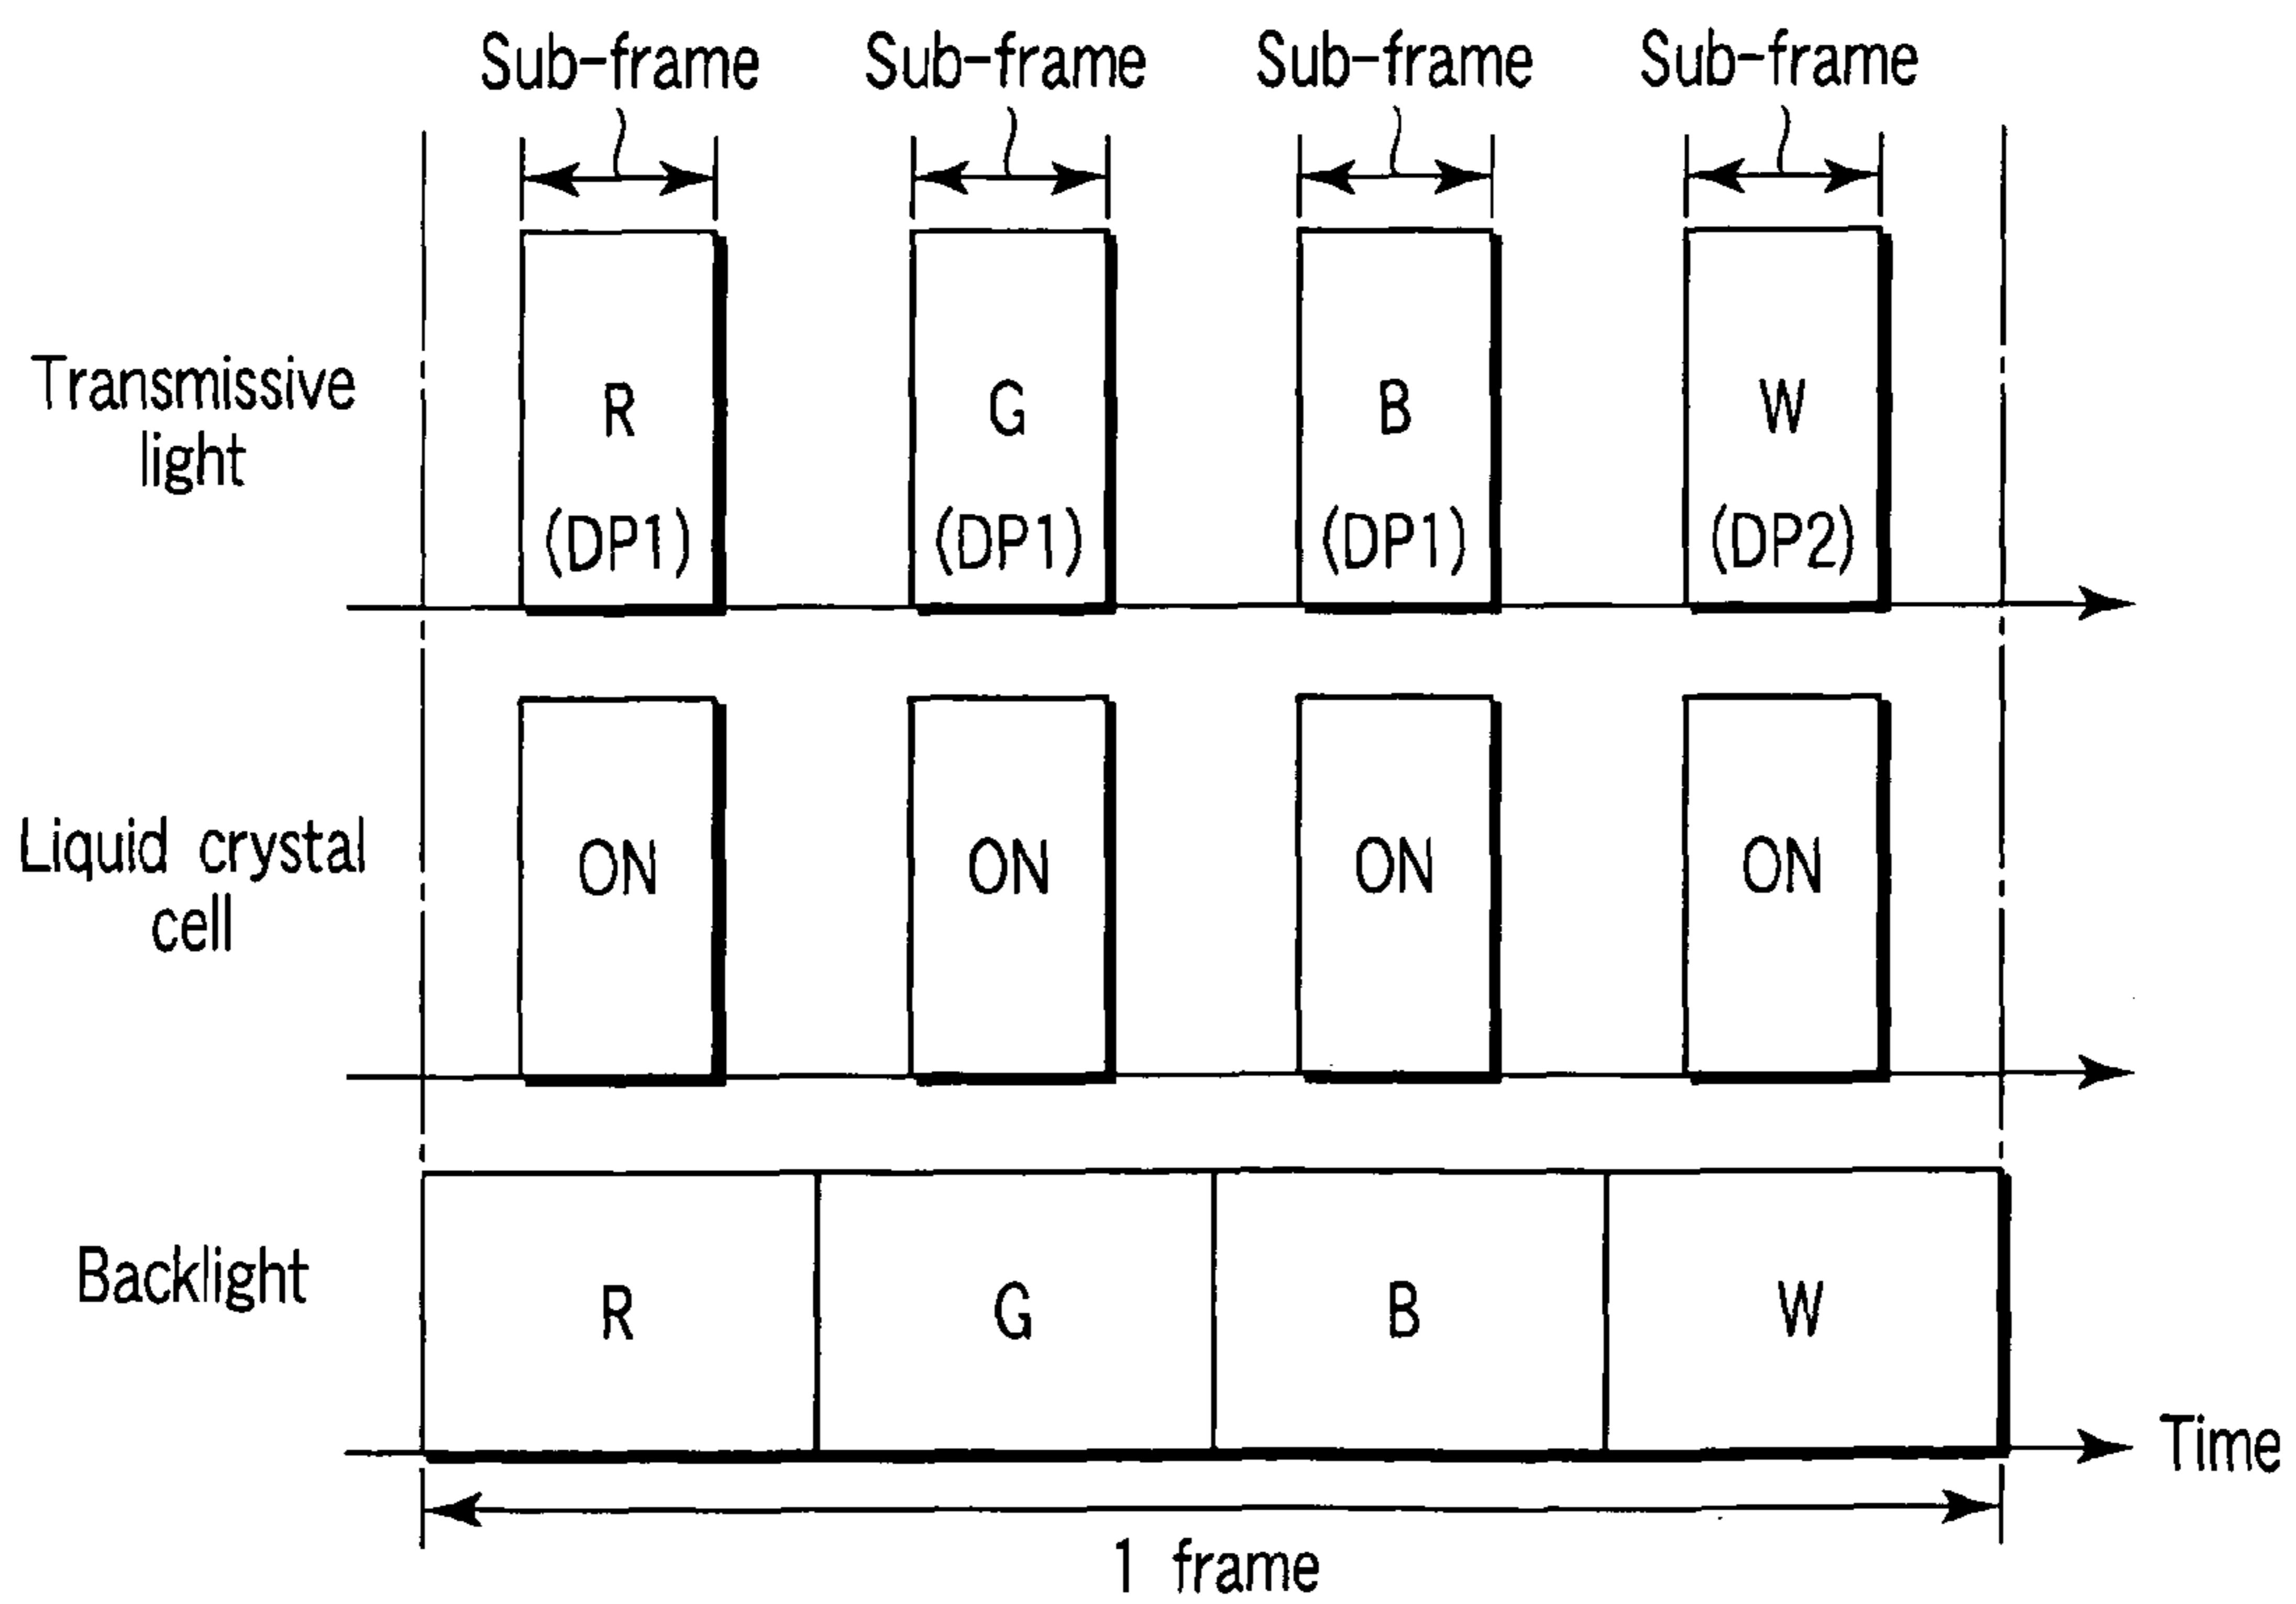 Sub-frame Sub-frame Sub-frame Sub-frame
Transmissive
light
R G B W
(DP1) (DP1) (DP1) (DP2)
Liquid crystal
cell
ON ON ON ON
Backlight
R G B W
Time
1 frame